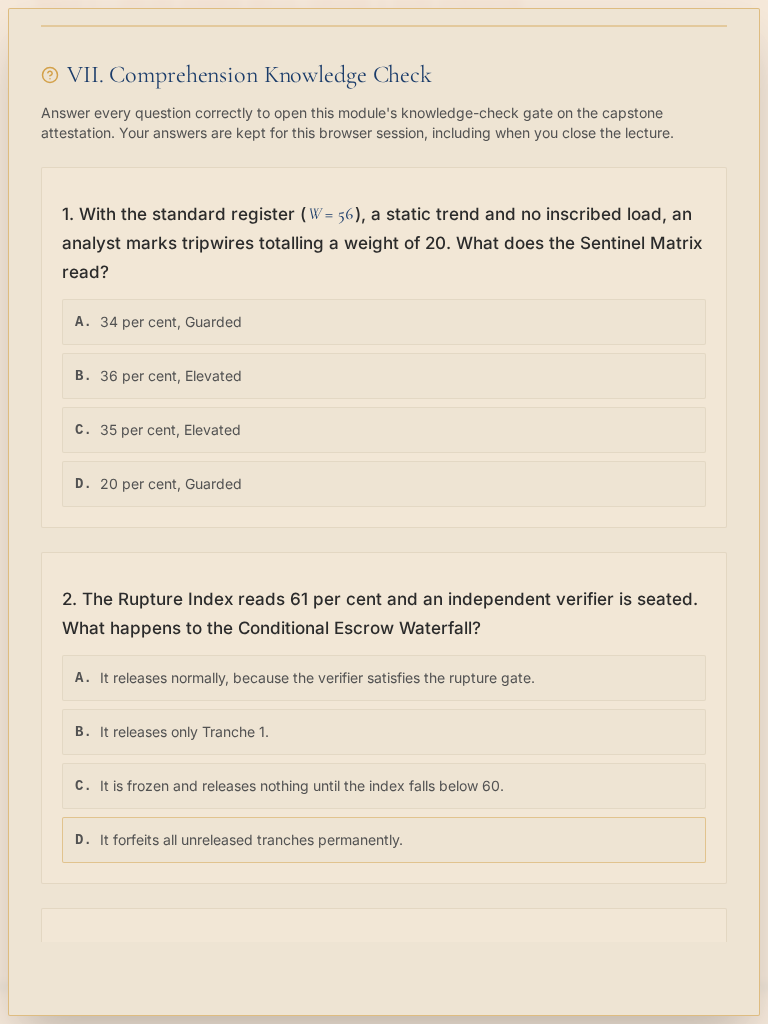 VII. Comprehension Knowledge Check
Answer every question correctly to open this module's knowledge-check gate on the capstone
attestation. Your answers are kept for this browser session, including when you close the lecture.
1. With the standard register (W = 56), a static trend and no inscribed load, an
analyst marks tripwires totalling a weight of 20. What does the Sentinel Matrix
read?
A. 34 per cent, Guarded
B. 36 per cent, Elevated
C. 35 per cent, Elevated
D. 20 per cent, Guarded
2. The Rupture Index reads 61 per cent and an independent verifier is seated.
What happens to the Conditional Escrow Waterfall?
A. It releases normally, because the verifier satisfies the rupture gate.
B. It releases only Tranche 1.
C. It is frozen and releases nothing until the index falls below 60.
D. It forfeits all unreleased tranches permanently.